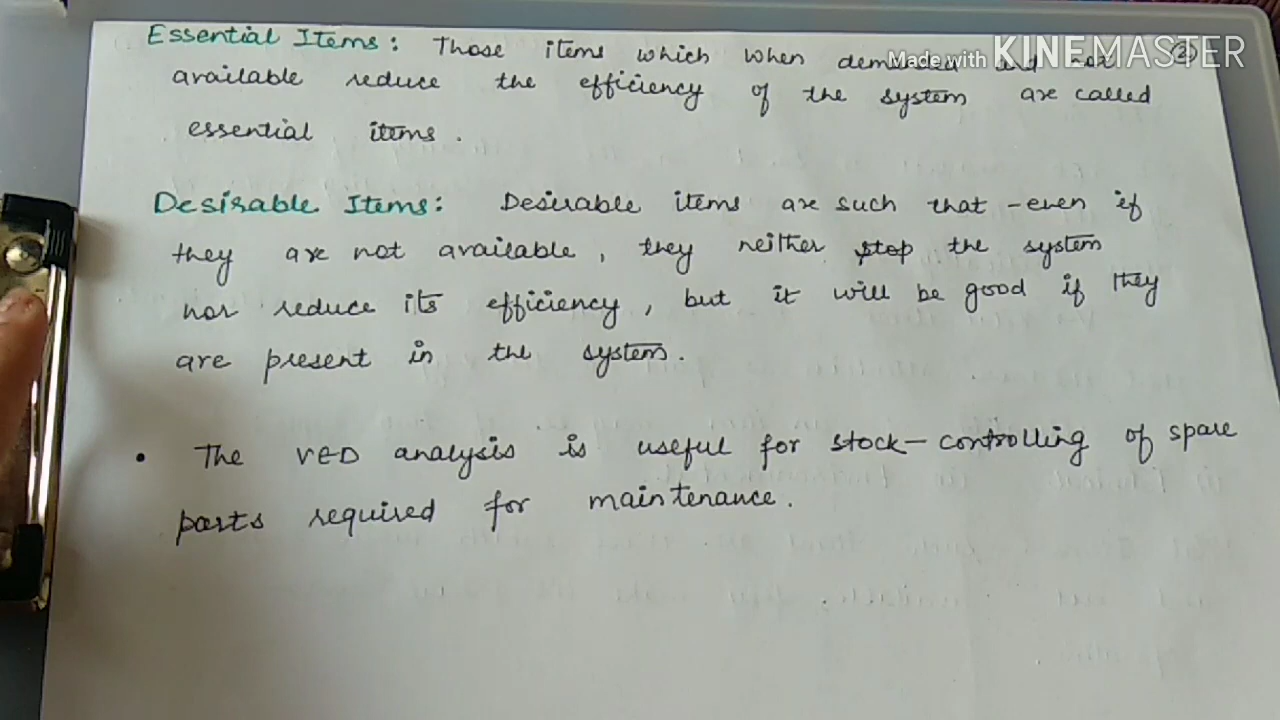 Essential Items: Those items which when demanded and not
available reduce the efficiency of the system are called
essential items.
Desirable Items: Desirable items are such that - even if
they are not available, they neither stop the system
nor reduce its efficiency, but it will be good if they
are present in the system.
• The VED analysis is useful for stock-controlling of spare
parts required for maintenance.
Made with KINEMASTER